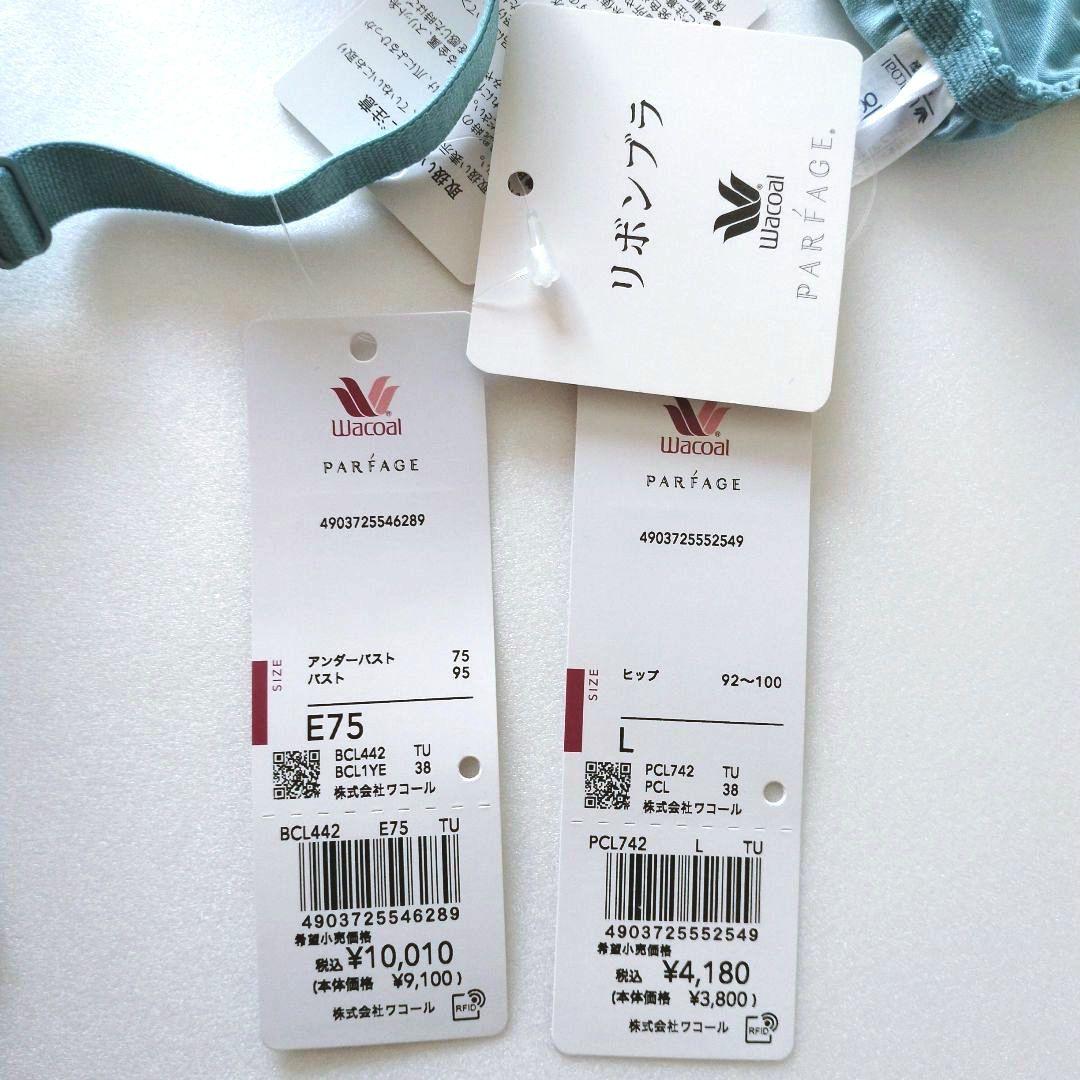 リボンブラ
Wacoal
PARFAGE
Wacoal
PARFAGE
4903725546289
SIZE
アンダーバスト 75
バスト 95
E75
BCL442 TU
BCL1YE 38
株式会社ワコール
BCL442 E75 TU
4903725546289
希望小売価格
税込 ¥10,010
(本体価格 ¥9,100)
株式会社ワコール
RFID
Wacoal
PARFAGE
4903725552549
SIZE
ヒップ 92〜100
L
PCL742 TU
PCL 38
株式会社ワコール
PCL742 L TU
4903725552549
希望小売価格
税込 ¥4,180
(本体価格 ¥3,800)
株式会社ワコール
RFID
ご注意
取扱い